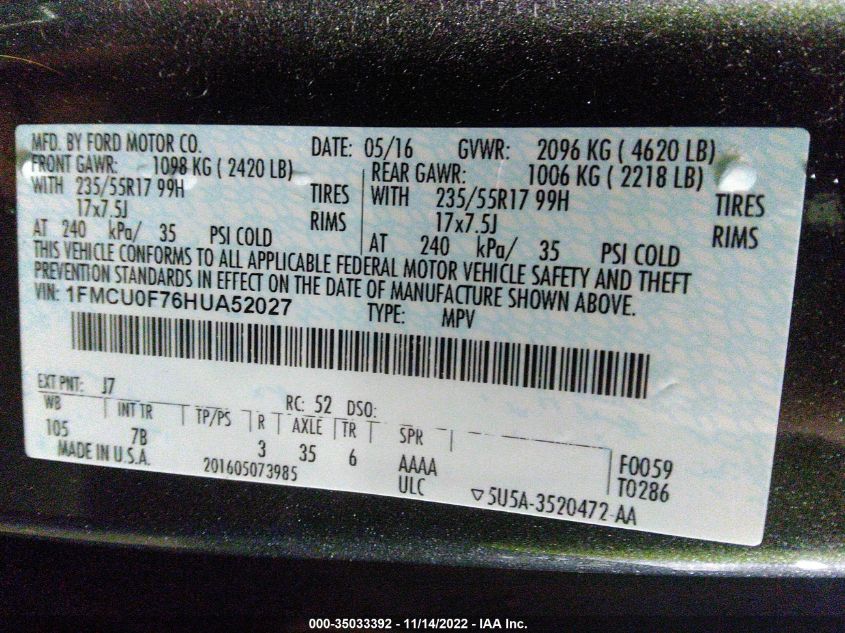 MFD. BY FORD MOTOR CO. DATE: 05/16 GVWR: 2096 KG ( 4620 LB)
FRONT GAWR: 1098 KG ( 2420 LB) REAR GAWR: 1006 KG ( 2218 LB)
WITH 235/55R17 99H TIRES WITH 235/55R17 99H TIRES
17x7.5J RIMS 17x7.5J RIMS
AT 240 kPa/ 35 PSI COLD AT 240 kPa/ 35 PSI COLD
THIS VEHICLE CONFORMS TO ALL APPLICABLE FEDERAL MOTOR VEHICLE SAFETY AND THEFT
PREVENTION STANDARDS IN EFFECT ON THE DATE OF MANUFACTURE SHOWN ABOVE.
VIN: 1FMCU0F76HUA52027 TYPE: MPV
EXT PNT: J7 RC: 52 DSO:
WB INT TR TP/PS R AXLE TR SPR
105 7B 3 35 6 AAAA F0059
MADE IN U.S.A. 201605073985 ULC T0286
▽5U5A-3520472-AA
000-35033392 - 11/14/2022 - IAA Inc.